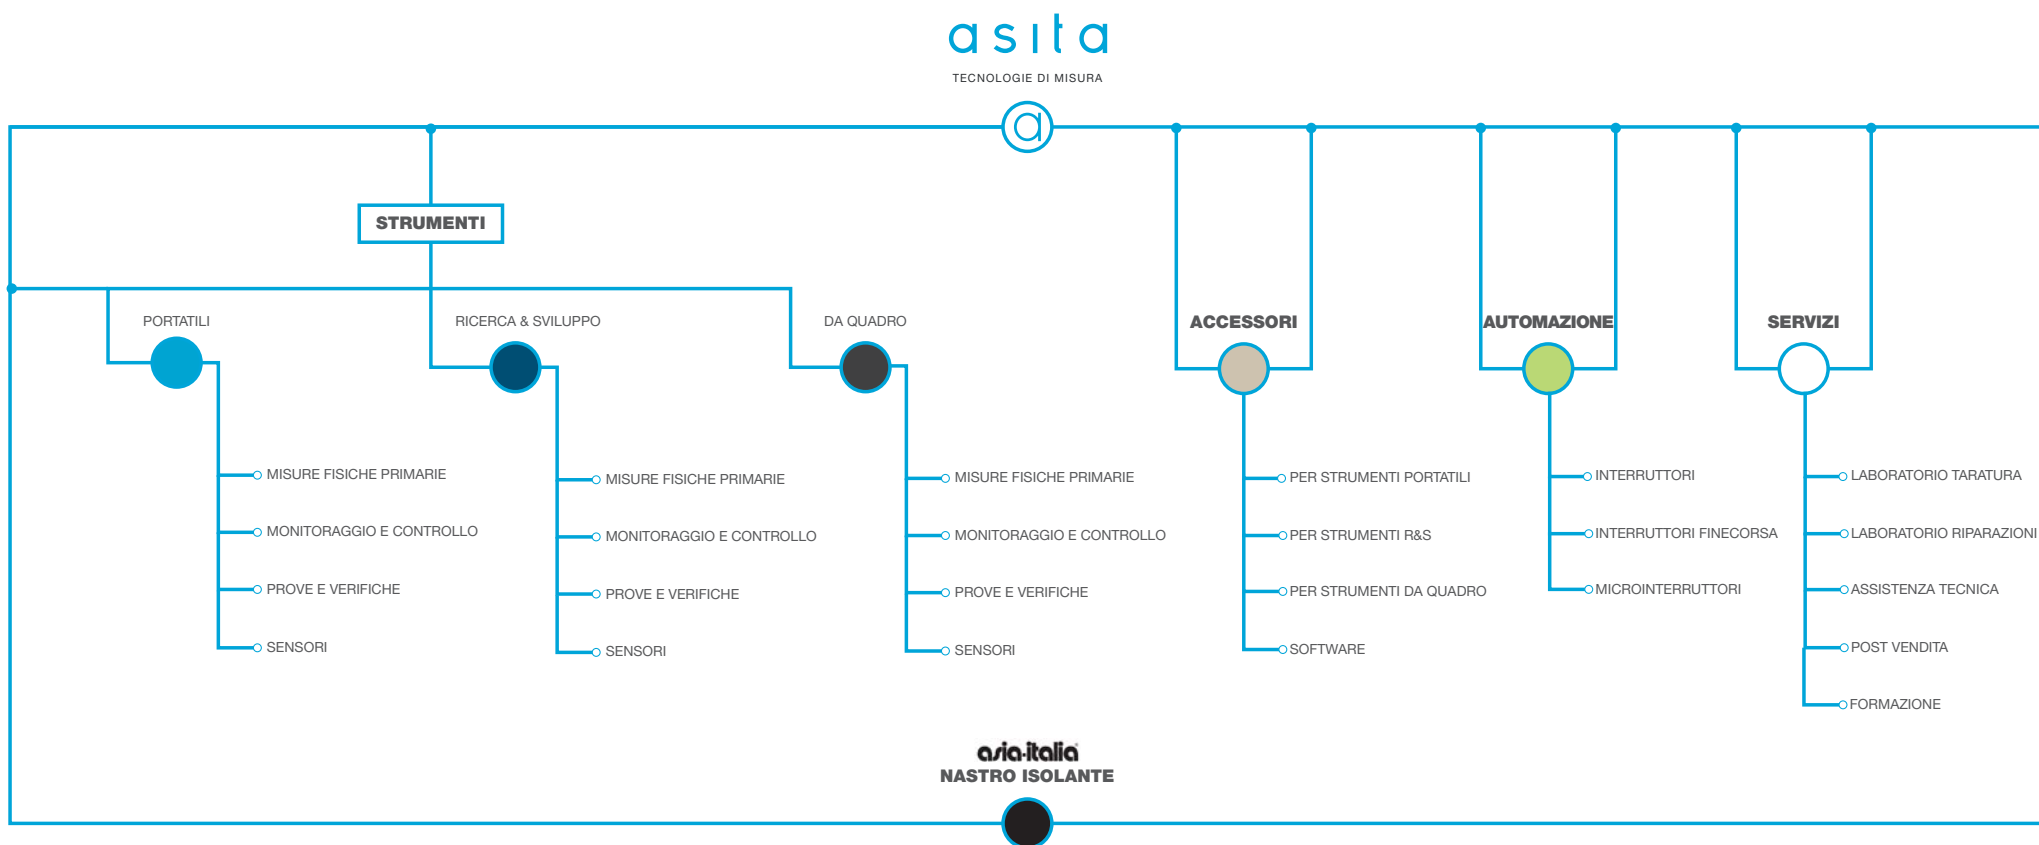 asita
TECNOLOGIE DI MISURA
a
STRUMENTI
PORTATILI
MISURE FISICHE PRIMARIE
MONITORAGGIO E CONTROLLO
PROVE E VERIFICHE
SENSORI
RICERCA & SVILUPPO
MISURE FISICHE PRIMARIE
MONITORAGGIO E CONTROLLO
PROVE E VERIFICHE
SENSORI
DA QUADRO
MISURE FISICHE PRIMARIE
MONITORAGGIO E CONTROLLO
PROVE E VERIFICHE
SENSORI
ACCESSORI
PER STRUMENTI PORTATILI
PER STRUMENTI R&S
PER STRUMENTI DA QUADRO
SOFTWARE
AUTOMAZIONE
INTERRUTTORI
INTERRUTTORI FINECORSA
MICROINTERRUTTORI
SERVIZI
LABORATORIO TARATURA
LABORATORIO RIPARAZIONI
ASSISTENZA TECNICA
POST VENDITA
FORMAZIONE
asia-italia
NASTRO ISOLANTE